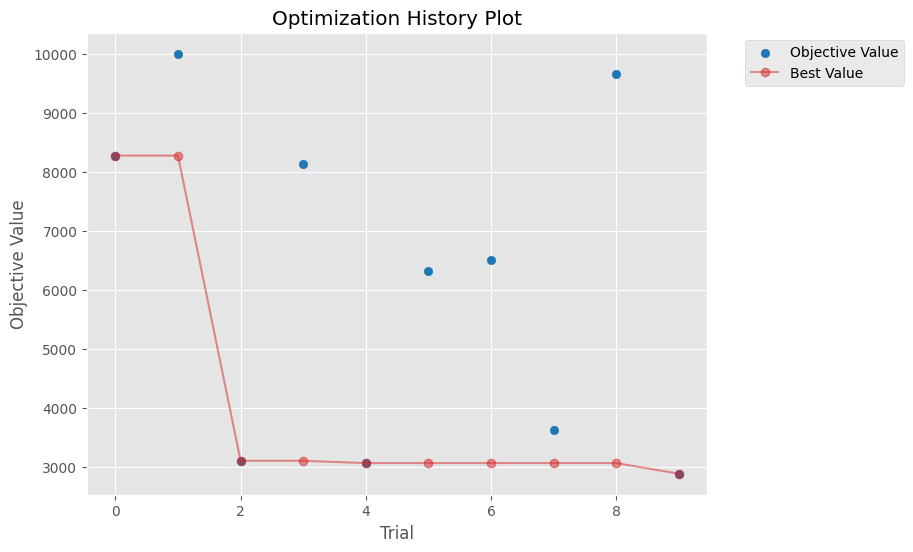 Optimization History Plot
Objective Value
Best Value
10000
9000
8000
7000
6000
5000
4000
3000
Objective Value
0 2 4 6 8
Trial